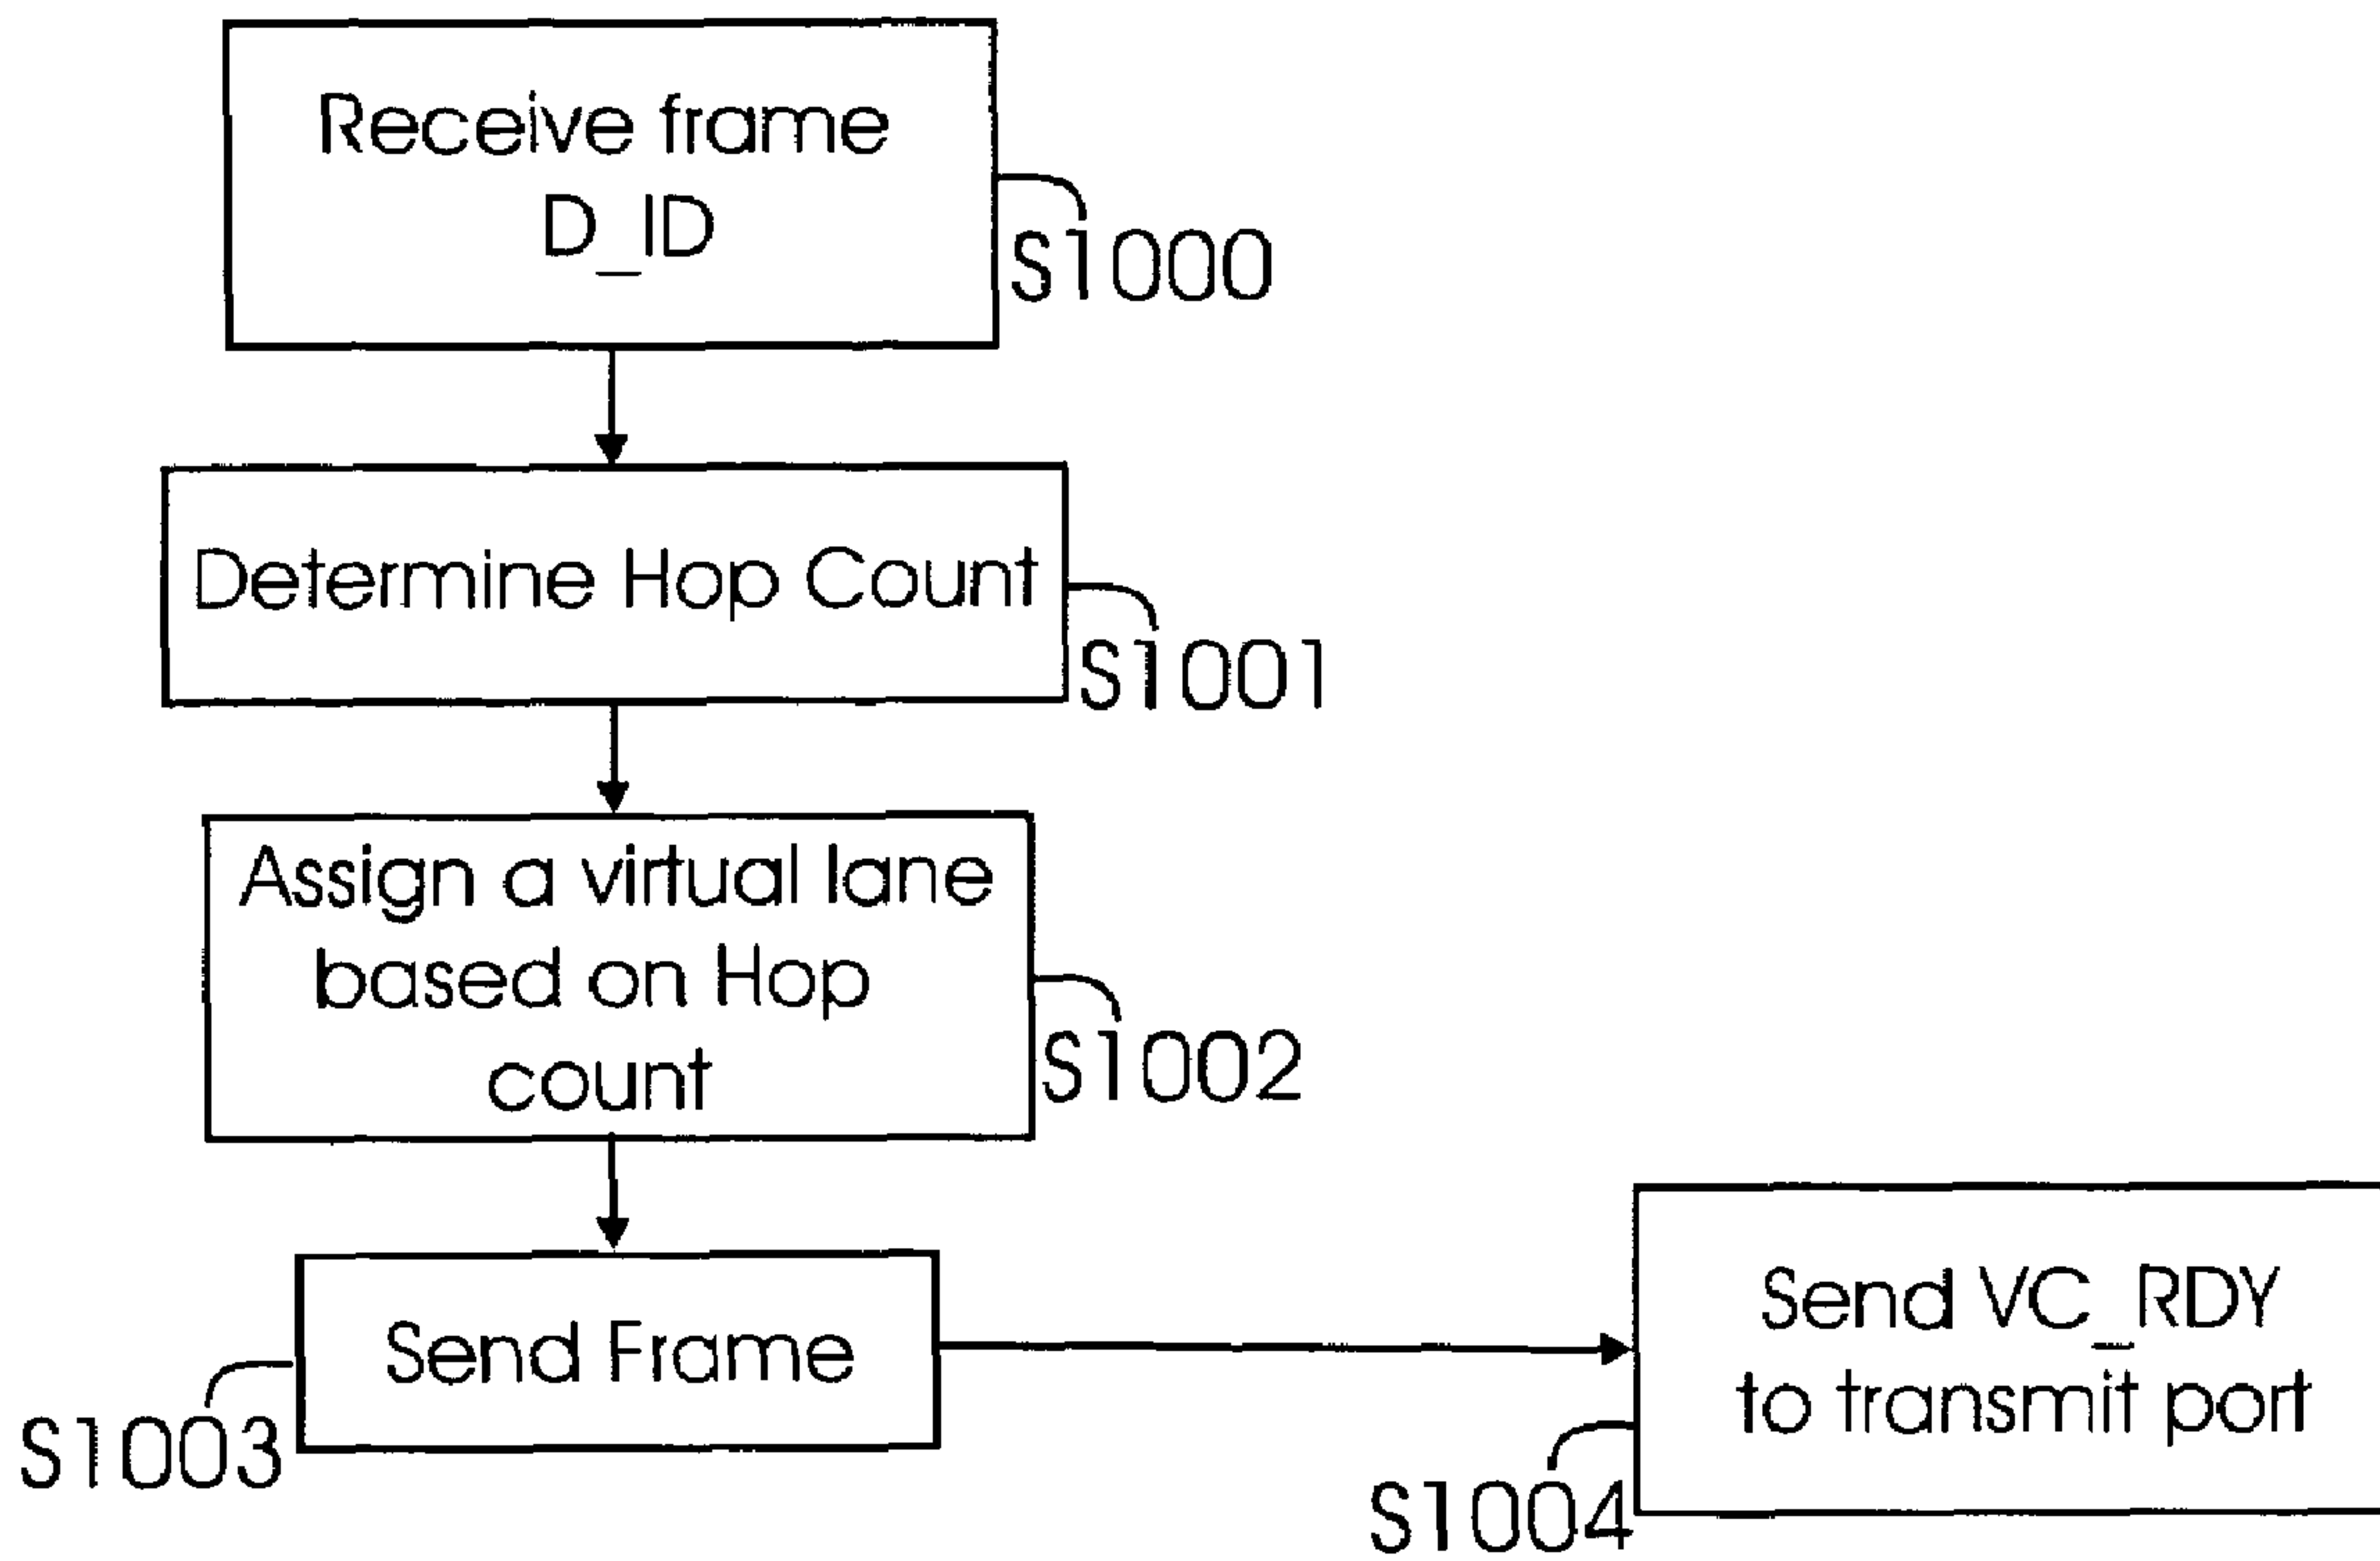 Receive frame
D_ID
S1000
Determine Hop Count
S1001
Assign a virtual lane
based on Hop
count
S1002
Send Frame
S1003
Send VC_RDY
to transmit port
S1004